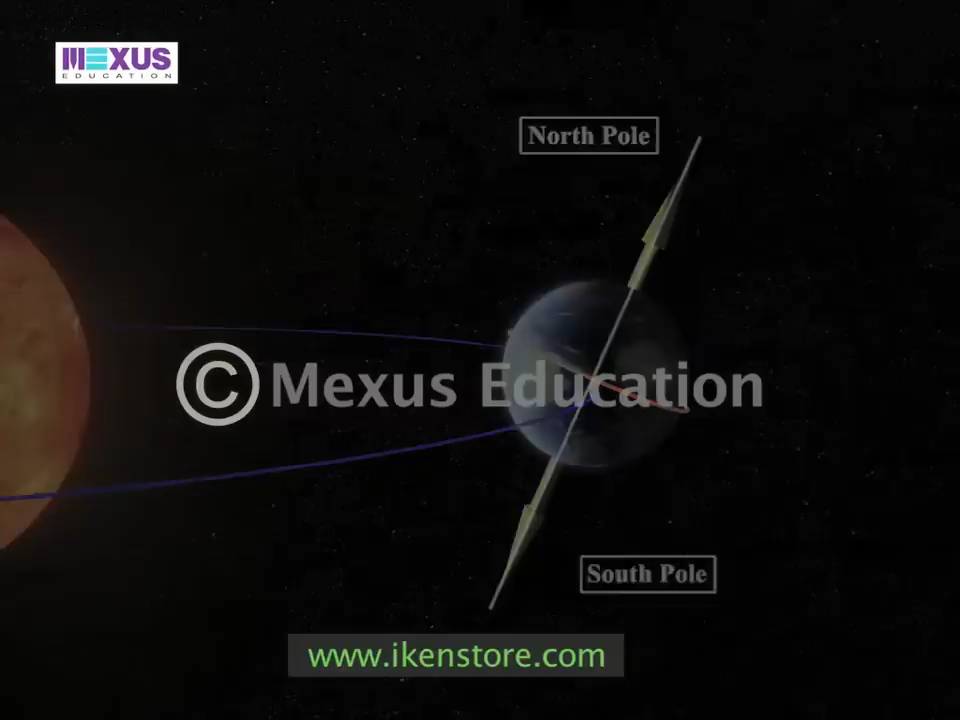 MEXUS
EDUCATION
North Pole
© Mexus Education
South Pole
www.ikenstore.com